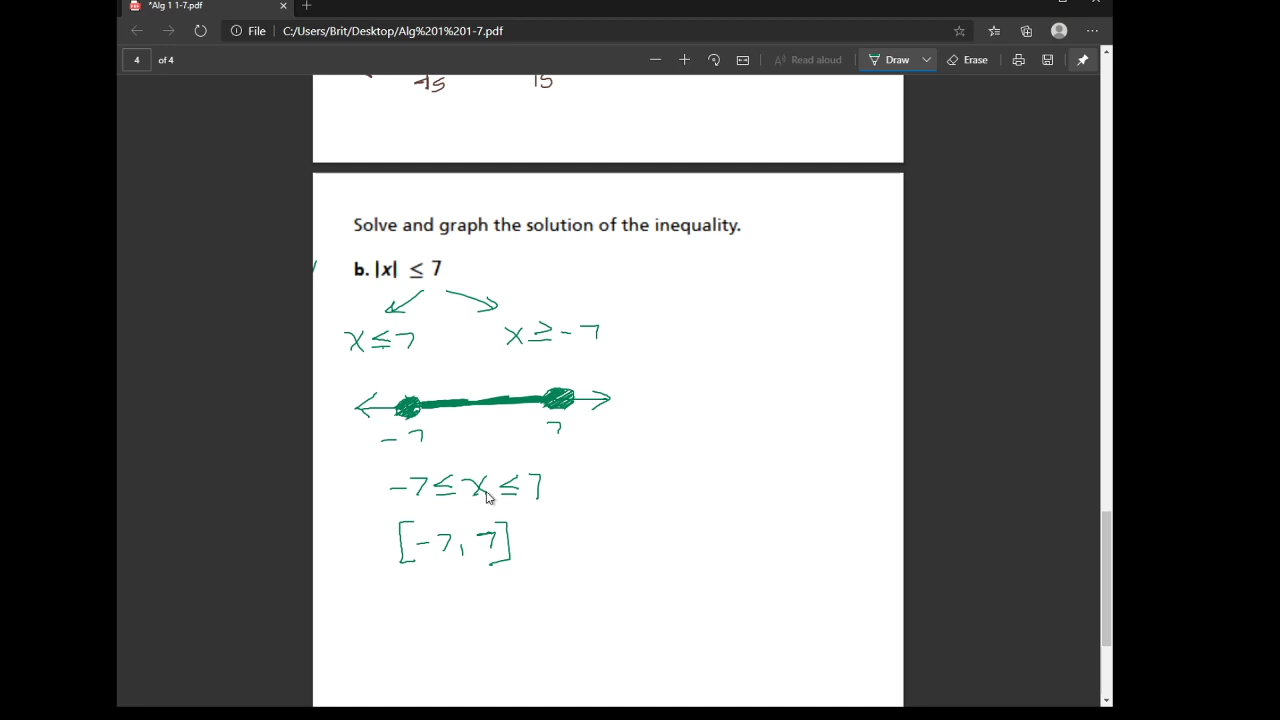 *Alg 1 1-7.pdf
File C:/Users/Brit/Desktop/Alg%201%201-7.pdf
4 of 4 Read aloud Draw Erase
45 15
Solve and graph the solution of the inequality.
b. |x| ≤ 7
x ≤ 7 x ≥ -7
-7 7
-7 ≤ x ≤ 7
[-7, 7]